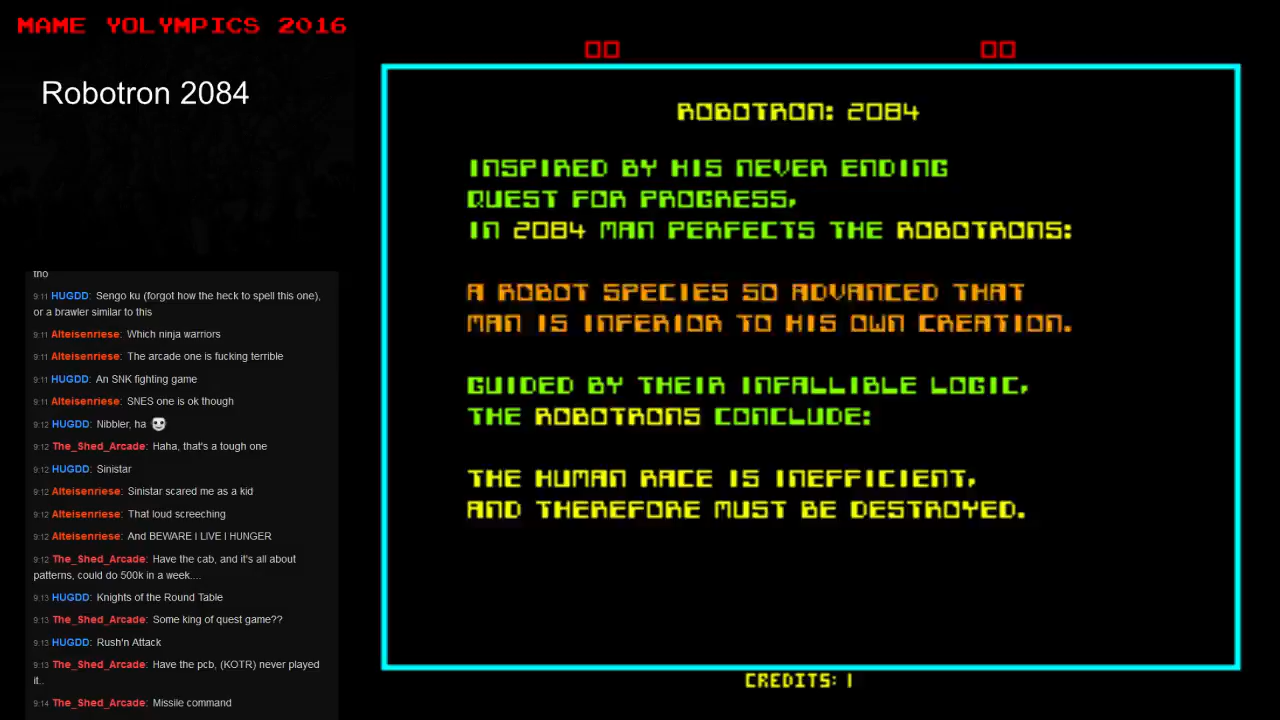 MAME YOLYMPICS 2016
Robotron 2084
tho
9:11 HUGDD: Sengo ku (forgot how the heck to spell this one),
or a brawler similar to this
9:11 Alteisenriese: Which ninja warriors
9:11 Alteisenriese: The arcade one is fucking terrible
9:11 HUGDD: An SNK fighting game
9:11 Alteisenriese: SNES one is ok though
9:12 HUGDD: Nibbler, ha
9:12 The_Shed_Arcade: Haha, that's a tough one
9:12 HUGDD: Sinistar
9:12 Alteisenriese: Sinistar scared me as a kid
9:12 Alteisenriese: That loud screeching
9:12 Alteisenriese: And BEWARE I LIVE I HUNGER
9:12 The_Shed_Arcade: Have the cab, and it's all about
patterns, could do 500k in a week....
9:13 HUGDD: Knights of the Round Table
9:13 The_Shed_Arcade: Some king of quest game??
9:13 HUGDD: Rush'n Attack
9:13 The_Shed_Arcade: Have the pcb, (KOTR) never played
it..
9:14 The_Shed_Arcade: Missile command
00 00
ROBOTRON: 2084
INSPIRED BY HIS NEVER ENDING
QUEST FOR PROGRESS,
IN 2084 MAN PERFECTS THE ROBOTRONS:
A ROBOT SPECIES SO ADVANCED THAT
MAN IS INFERIOR TO HIS OWN CREATION.
GUIDED BY THEIR INFALLIBLE LOGIC,
THE ROBOTRONS CONCLUDE:
THE HUMAN RACE IS INEFFICIENT,
AND THEREFORE MUST BE DESTROYED.
CREDITS: 1